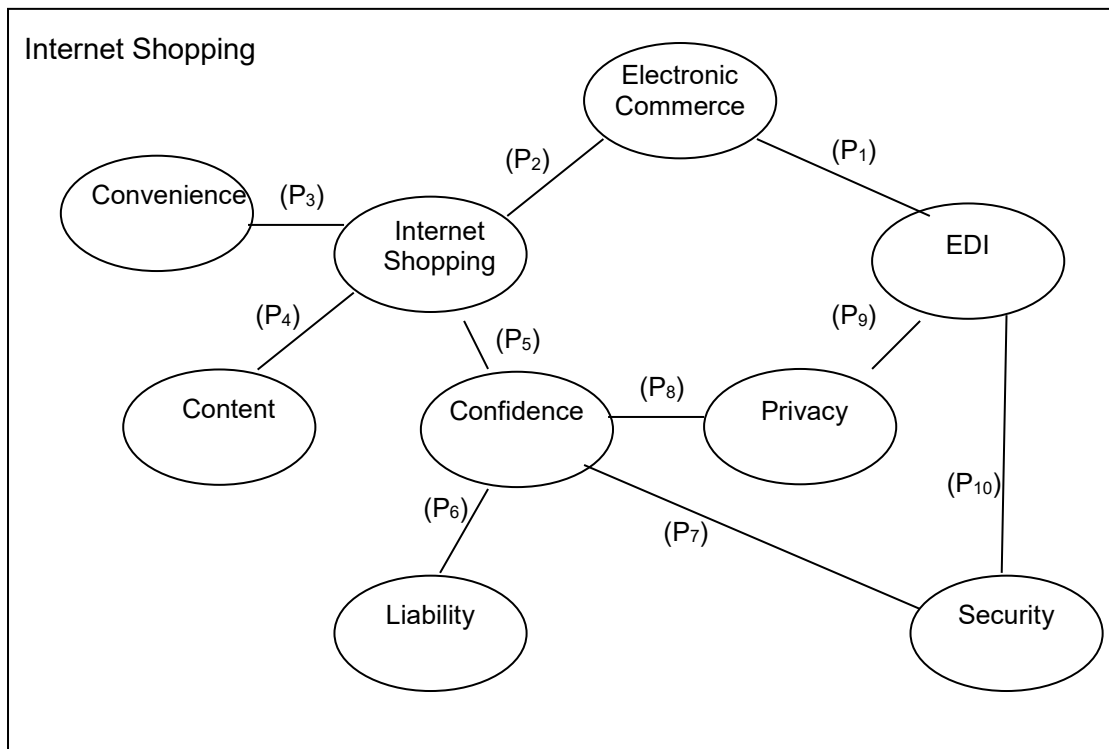 Internet Shopping
Electronic
Commerce
(P₂)
(P₁)
Convenience
(P₃)
Internet
Shopping
EDI
(P₄)
(P₅)
(P₉)
Content
Confidence
(P₈)
Privacy
(P₆)
(P₇)
(P₁₀)
Liability
Security